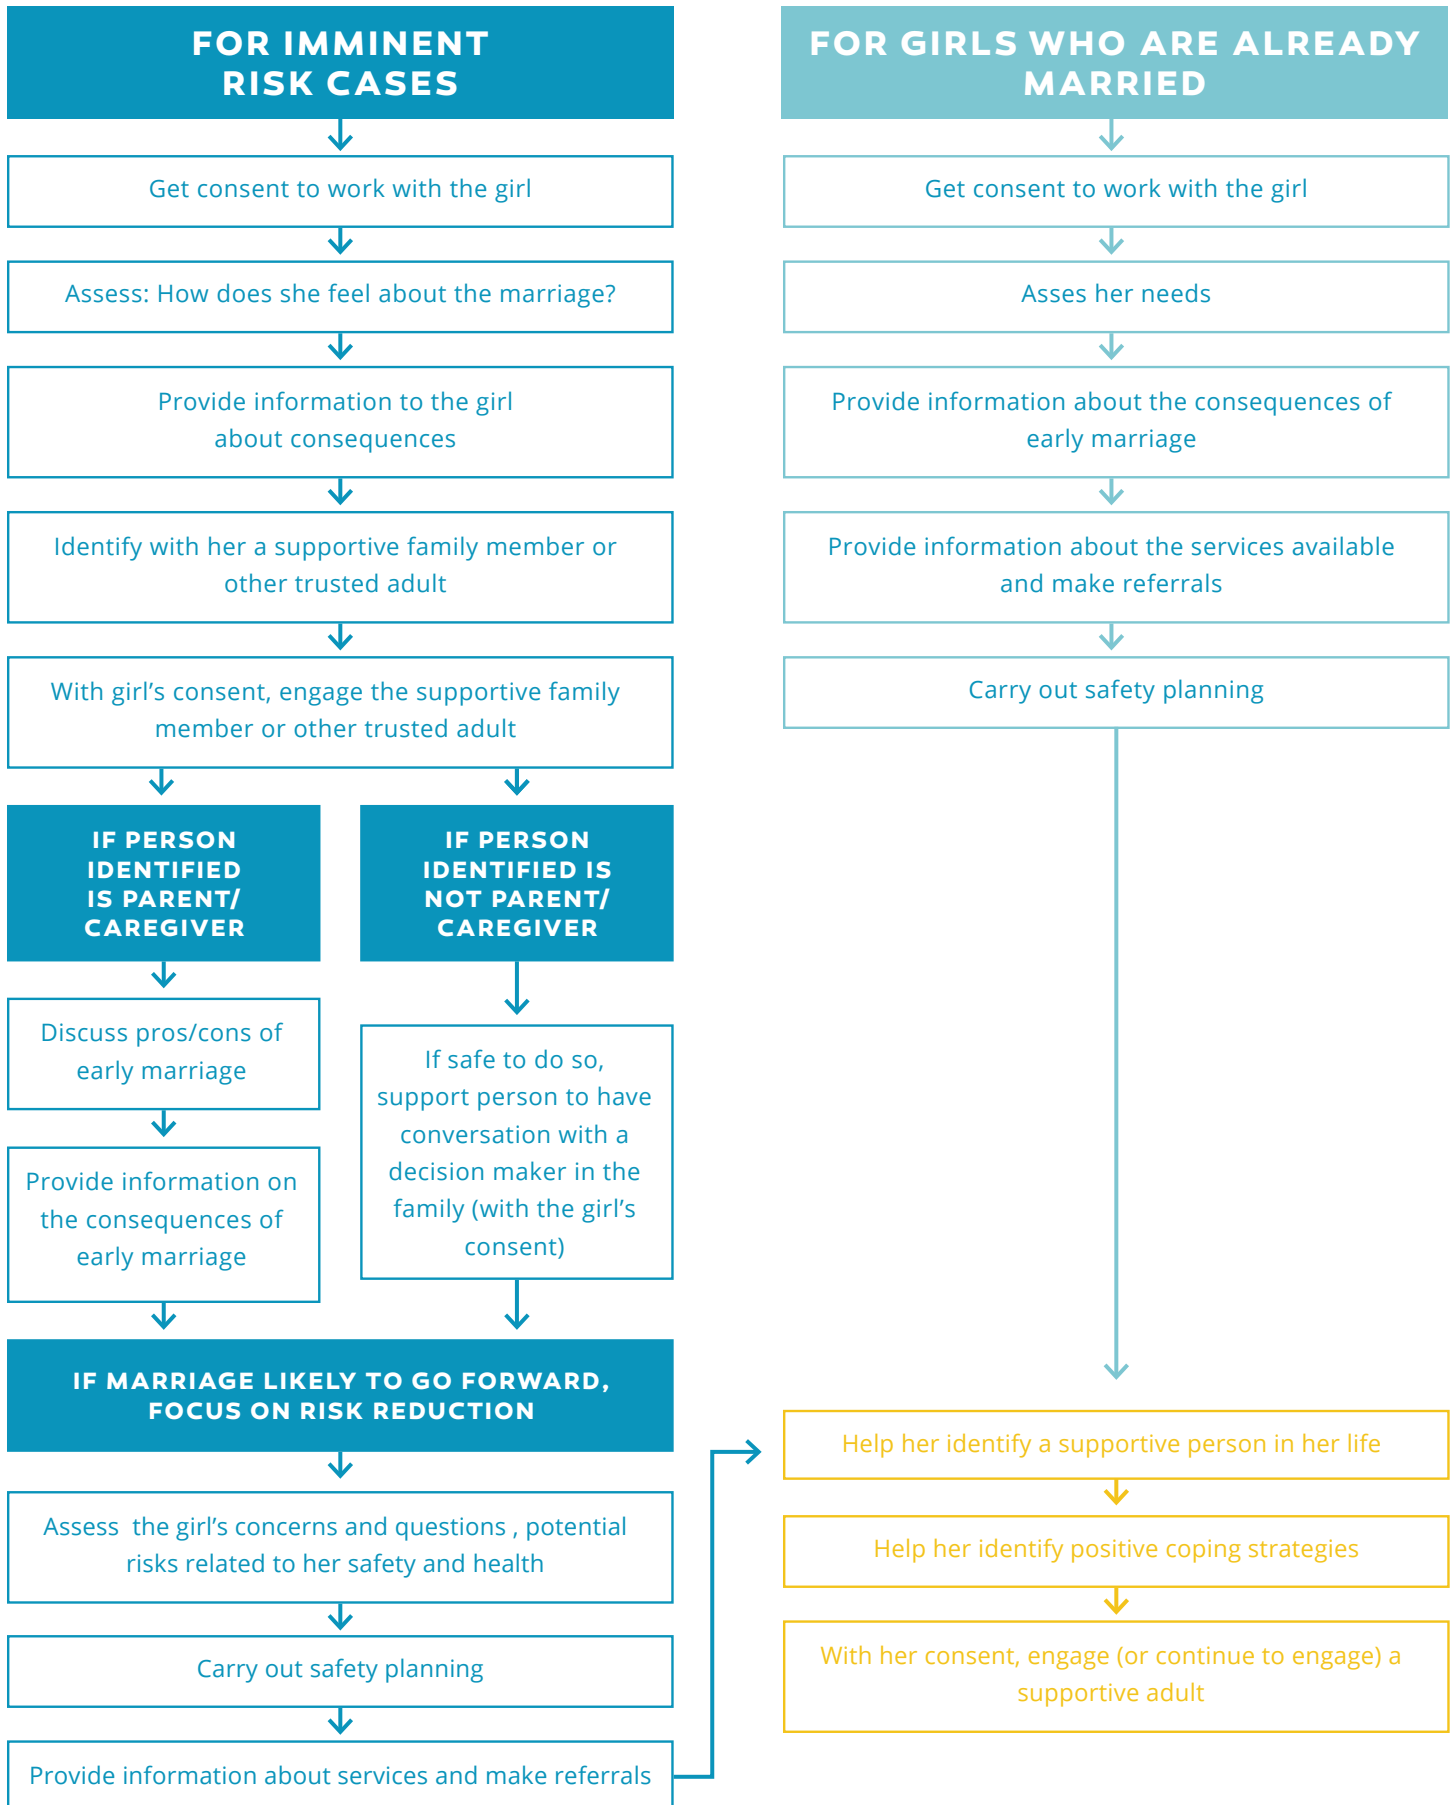 FOR IMMINENT
RISK CASES
Get consent to work with the girl
Assess: How does she feel about the marriage?
Provide information to the girl
about consequences
Identify with her a supportive family member or
other trusted adult
With girl’s consent, engage the supportive family
member or other trusted adult
IF PERSON
IDENTIFIED
IS PARENT/
CAREGIVER
Discuss pros/cons of
early marriage
Provide information on
the consequences of
early marriage
IF PERSON
IDENTIFIED IS
NOT PARENT/
CAREGIVER
If safe to do so,
support person to have
conversation with a
decision maker in the
family (with the girl’s
consent)
IF MARRIAGE LIKELY TO GO FORWARD,
FOCUS ON RISK REDUCTION
Assess  the girl’s concerns and questions , potential
risks related to her safety and health
Carry out safety planning
Provide information about services and make referrals
FOR GIRLS WHO ARE ALREADY
MARRIED
Get consent to work with the girl
Asses her needs
Provide information about the consequences of
early marriage
Provide information about the services available
and make referrals
Carry out safety planning
Help her identify a supportive person in her life
Help her identify positive coping strategies
With her consent, engage (or continue to engage) a
supportive adult